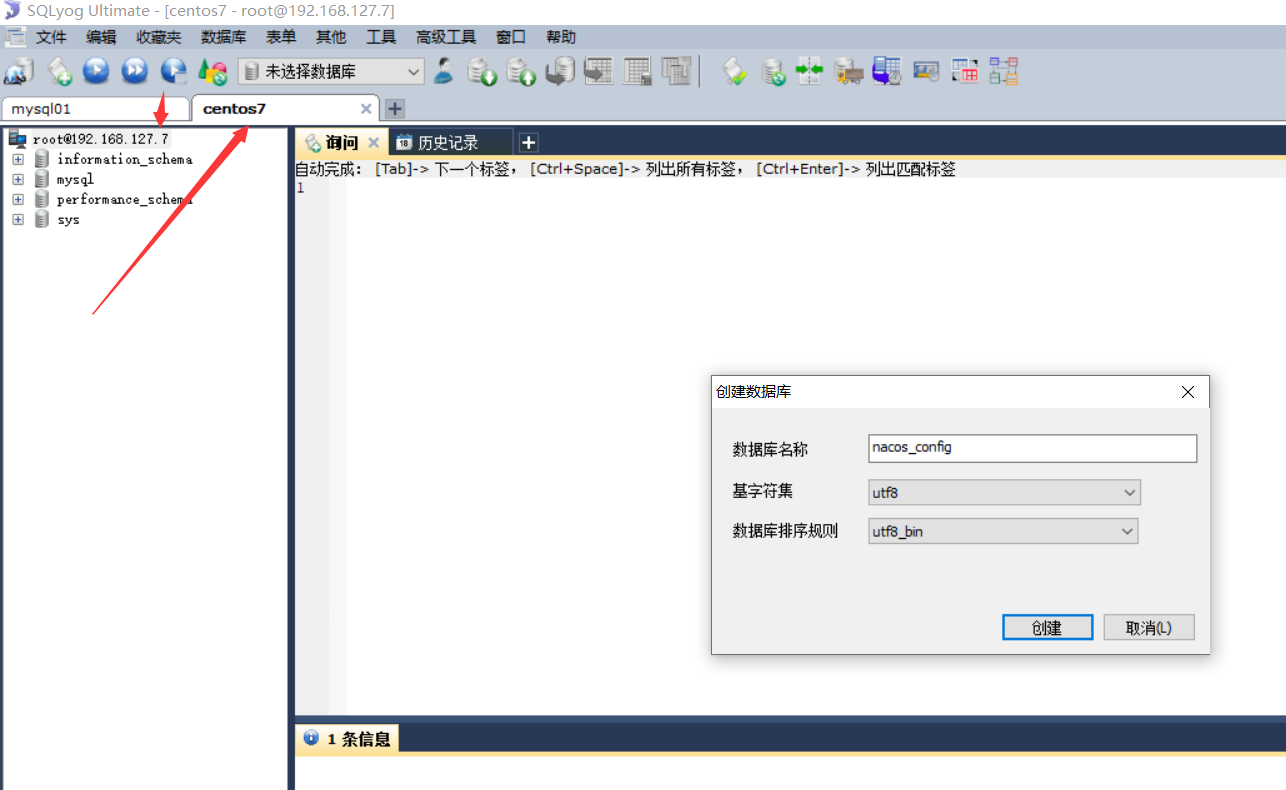 SQLyog Ultimate - [centos7 - root@192.168.127.7]
文件 编辑 收藏夹 数据库 表单 其他 工具 高级工具 窗口 帮助
未选择数据库
mysql01 centos7
root@192.168.127.7
information_schema
mysql
performance_schema
sys
询问 18 历史记录
自动完成: [Tab]-> 下一个标签, [Ctrl+Space]-> 列出所有标签, [Ctrl+Enter]-> 列出匹配标签
1
创建数据库
数据库名称 nacos_config
基字符集 utf8
数据库排序规则 utf8_bin
创建 取消(L)
1 条信息